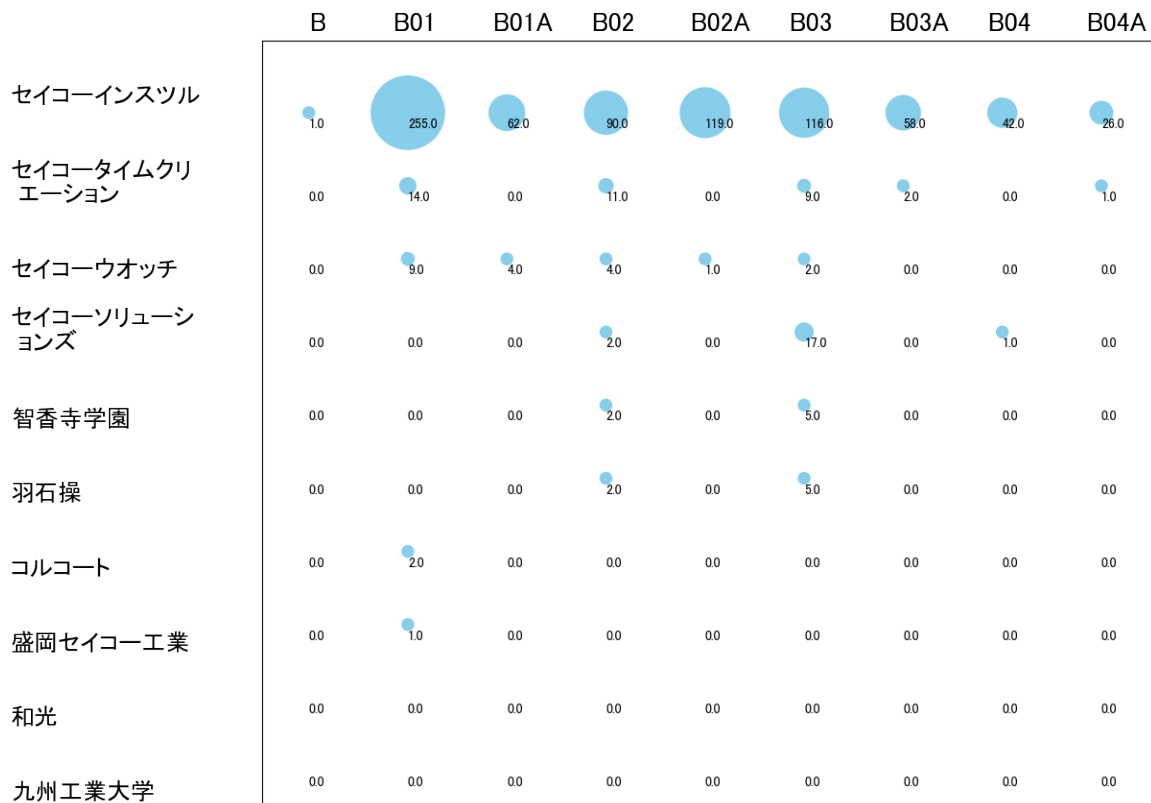 B B01 B01A B02 B02A B03 B03A B04 B04A
セイコーインスツル
1.0 255.0 62.0 90.0 119.0 116.0 58.0 42.0 26.0
セイコータイムクリ
エーション
0.0 14.0 0.0 11.0 0.0 9.0 2.0 0.0 1.0
セイコーウオッチ
0.0 9.0 4.0 4.0 1.0 2.0 0.0 0.0 0.0
セイコーソリューシ
ョンズ
0.0 0.0 0.0 2.0 0.0 17.0 0.0 1.0 0.0
智香寺学園
0.0 0.0 0.0 2.0 0.0 5.0 0.0 0.0 0.0
羽石操
0.0 0.0 0.0 2.0 0.0 5.0 0.0 0.0 0.0
コルコート
0.0 2.0 0.0 0.0 0.0 0.0 0.0 0.0 0.0
盛岡セイコー工業
0.0 1.0 0.0 0.0 0.0 0.0 0.0 0.0 0.0
和光
0.0 0.0 0.0 0.0 0.0 0.0 0.0 0.0 0.0
九州工業大学
0.0 0.0 0.0 0.0 0.0 0.0 0.0 0.0 0.0